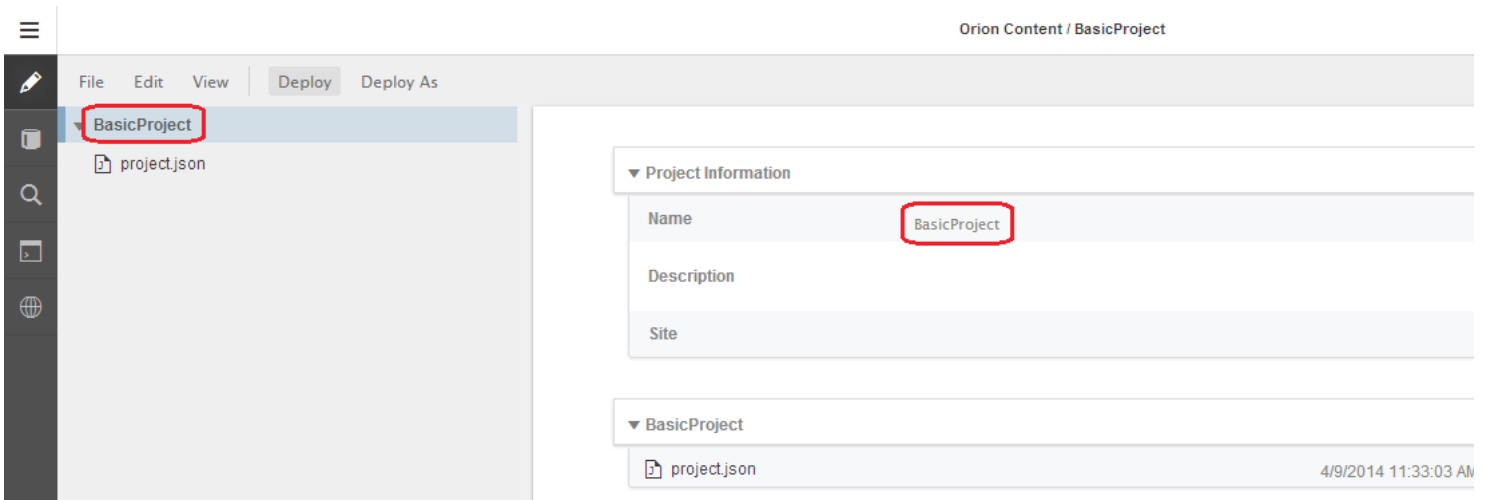 Orion Content / BasicProject
File Edit View Deploy Deploy As
BasicProject
project.json
Project Information
Name BasicProject
Description
Site
BasicProject
project.json 4/9/2014 11:33:03 AM